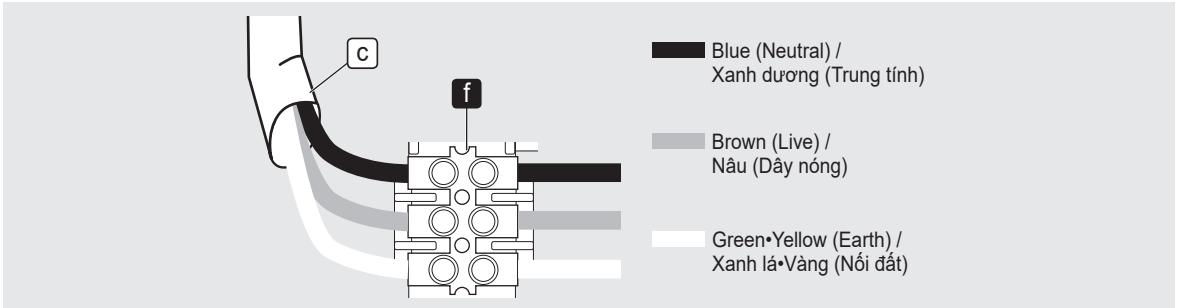 c
f
Blue (Neutral) /
Xanh dương (Trung tính)
Brown (Live) /
Nâu (Dây nóng)
Green•Yellow (Earth) /
Xanh lá•Vàng (Nối đất)